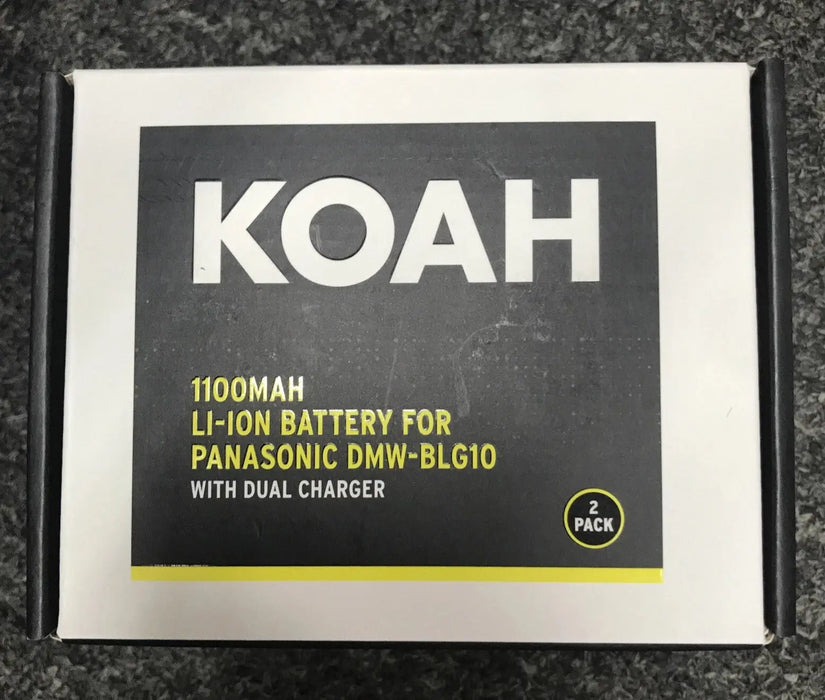 KOAH
1100MAH
LI-ION BATTERY FOR
PANASONIC DMW-BLG10
WITH DUAL CHARGER
2
PACK